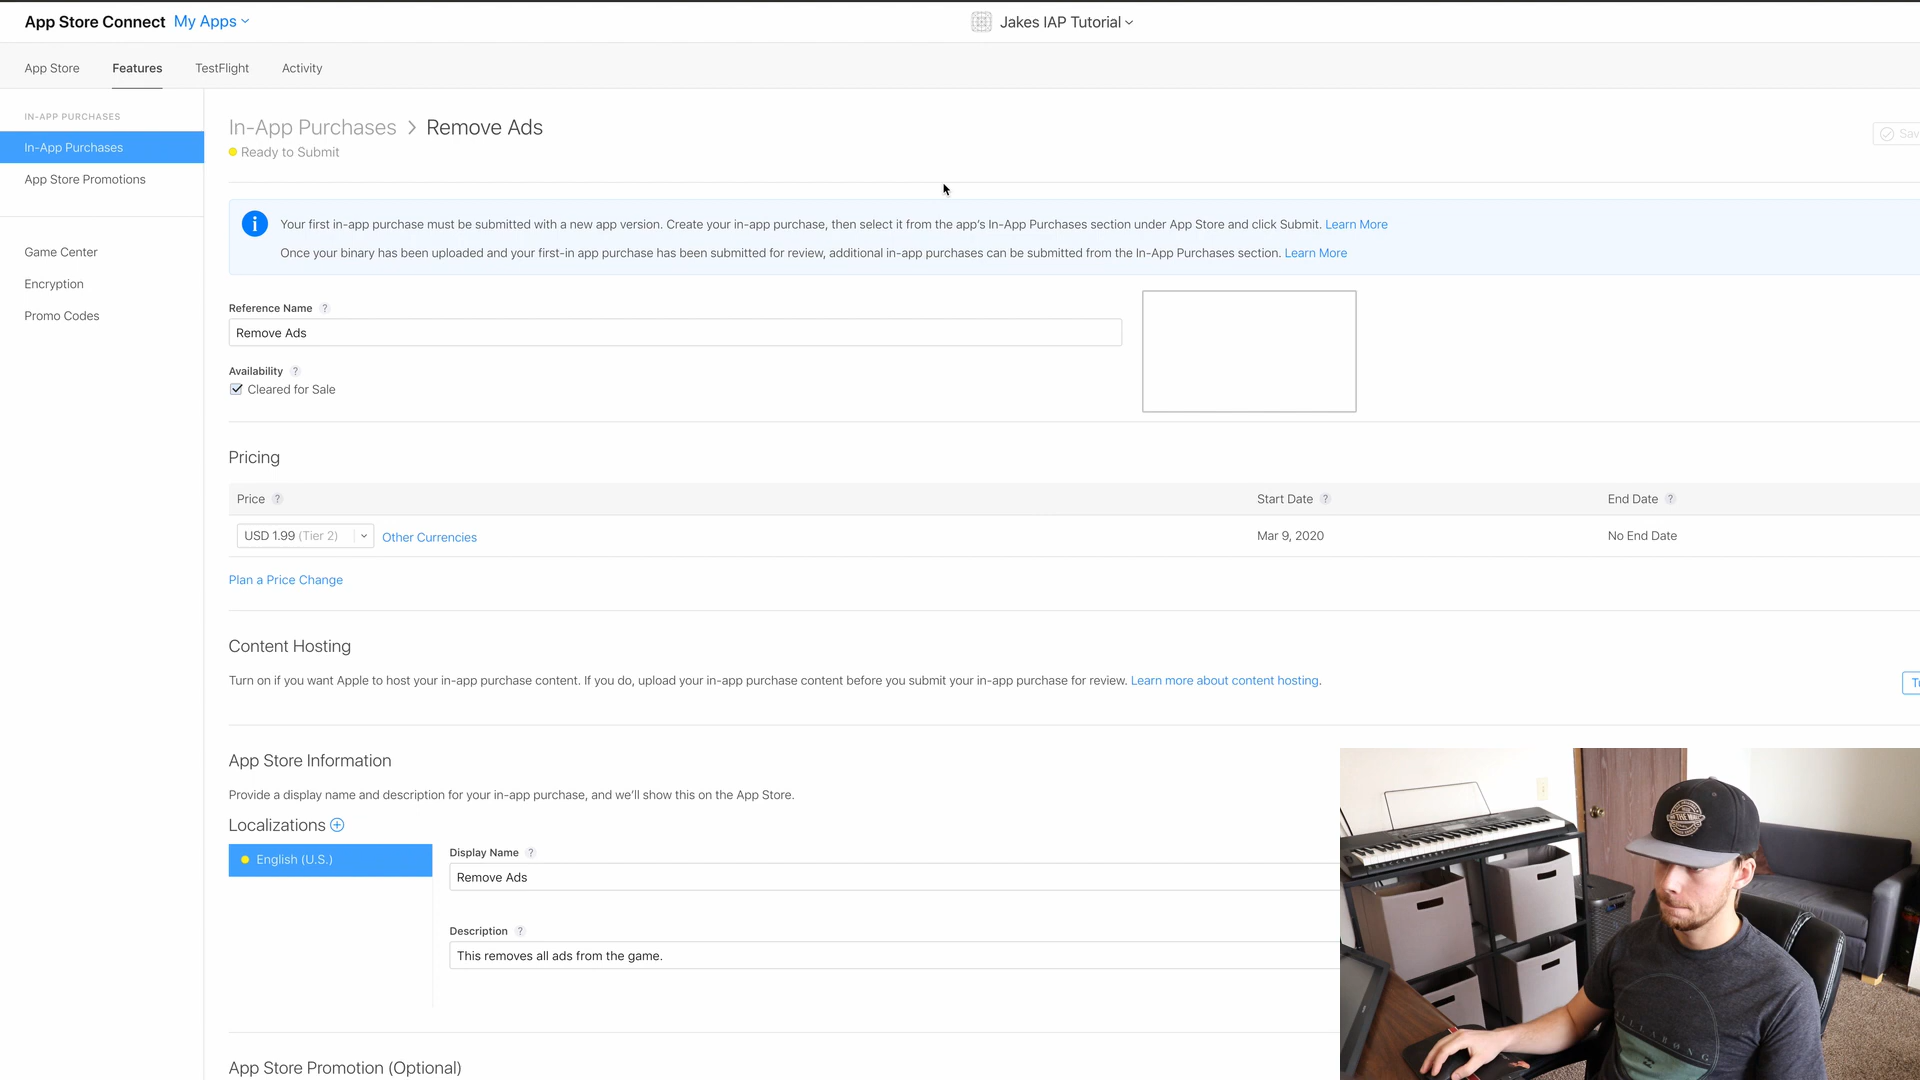 App Store Connect My Apps
Jakes IAP Tutorial
App Store Features TestFlight Activity
IN-APP PURCHASES
In-App Purchases
App Store Promotions
Game Center
Encryption
Promo Codes
In-App Purchases > Remove Ads
Ready to Submit
i
Your first in-app purchase must be submitted with a new app version. Create your in-app purchase, then select it from the app's In-App Purchases section under App Store and click Submit. Learn More
Once your binary has been uploaded and your first-in app purchase has been submitted for review, additional in-app purchases can be submitted from the In-App Purchases section. Learn More
Reference Name ?
Remove Ads
Availability ?
Cleared for Sale
Pricing
Price ? Start Date ? End Date ?
USD 1.99 (Tier 2) Other Currencies Mar 9, 2020 No End Date
Plan a Price Change
Content Hosting
Turn on if you want Apple to host your in-app purchase content. If you do, upload your in-app purchase content before you submit your in-app purchase for review. Learn more about content hosting.
App Store Information
Provide a display name and description for your in-app purchase, and we'll show this on the App Store.
Localizations
English (U.S.)
Display Name ?
Remove Ads
Description ?
This removes all ads from the game.
App Store Promotion (Optional)